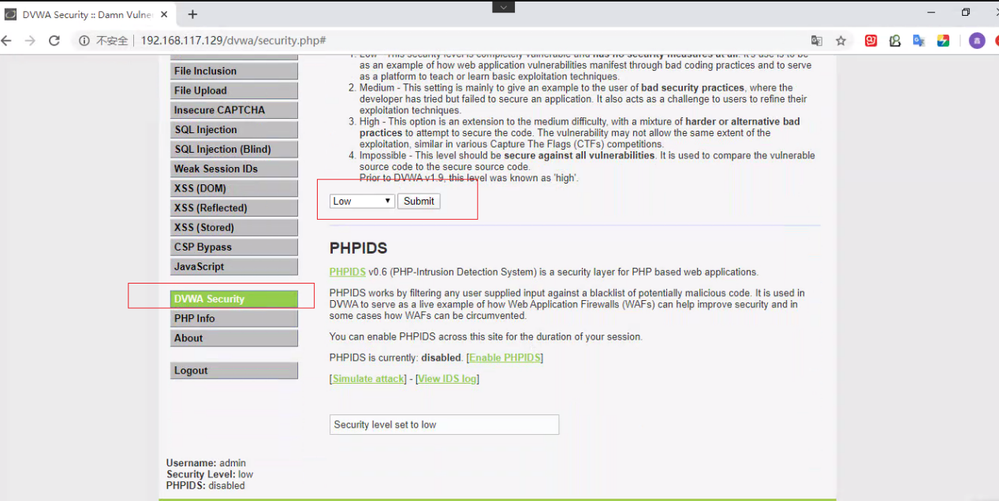 DVWA Security :: Damn Vulne
不安全 | 192.168.117.129/dvwa/security.php#
File Inclusion
File Upload
Insecure CAPTCHA
SQL Injection
SQL Injection (Blind)
Weak Session IDs
XSS (DOM)
XSS (Reflected)
XSS (Stored)
CSP Bypass
JavaScript
DVWA Security
PHP Info
About
Logout
1. Low - This security level is completely vulnerable and has no security measures at all. It's use is to be
as an example of how web application vulnerabilities manifest through bad coding practices and to serve
as a platform to teach or learn basic exploitation techniques.
2. Medium - This setting is mainly to give an example to the user of bad security practices, where the
developer has tried but failed to secure an application. It also acts as a challenge to users to refine their
exploitation techniques.
3. High - This option is an extension to the medium difficulty, with a mixture of harder or alternative bad
practices to attempt to secure the code. The vulnerability may not allow the same extent of the
exploitation, similar in various Capture The Flags (CTFs) competitions.
4. Impossible - This level should be secure against all vulnerabilities. It is used to compare the vulnerable
source code to the secure source code.
Prior to DVWA v1.9, this level was known as 'high'.
Low Submit
PHPIDS
PHPIDS v0.6 (PHP-Intrusion Detection System) is a security layer for PHP based web applications.
PHPIDS works by filtering any user supplied input against a blacklist of potentially malicious code. It is used in
DVWA to serve as a live example of how Web Application Firewalls (WAFs) can help improve security and in
some cases how WAFs can be circumvented.
You can enable PHPIDS across this site for the duration of your session.
PHPIDS is currently: disabled. [Enable PHPIDS]
[Simulate attack] - [View IDS log]
Security level set to low
Username: admin
Security Level: low
PHPIDS: disabled